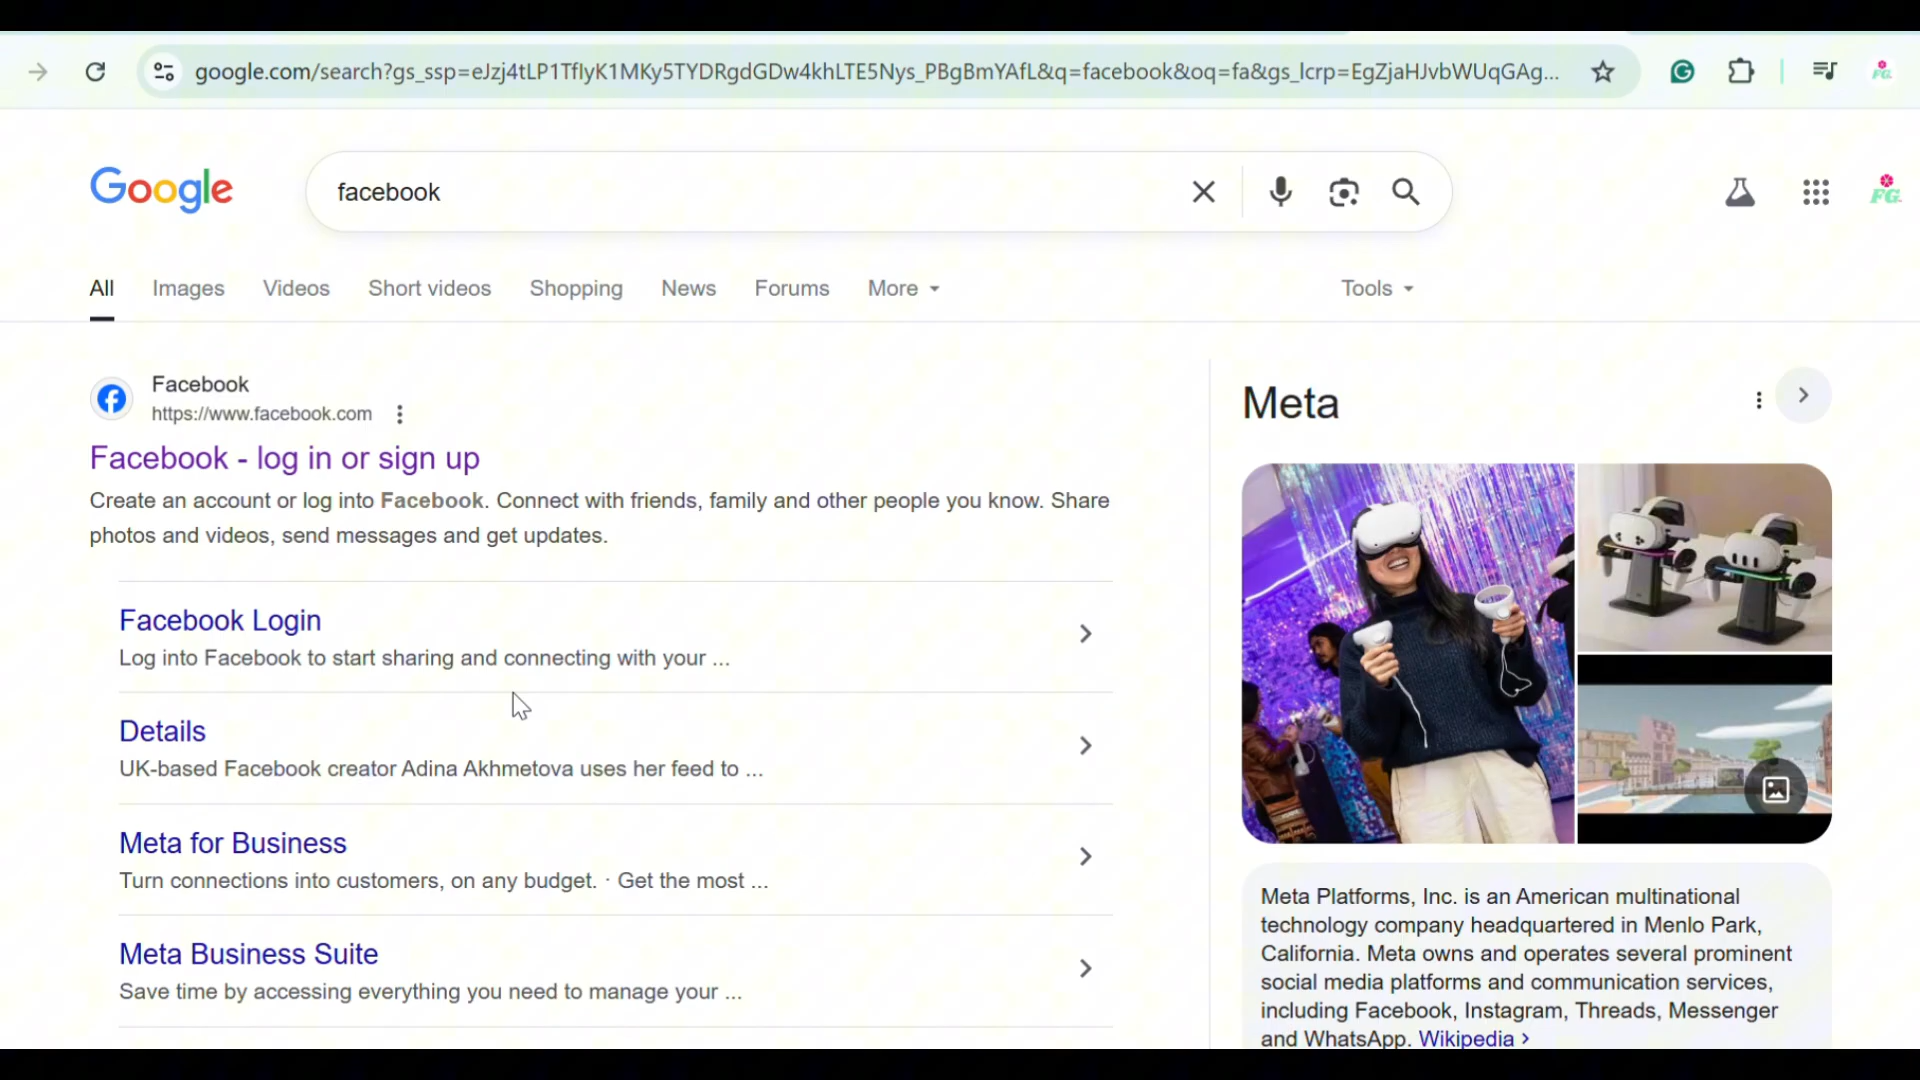 google.com/search?gs_ssp=eJzj4tLP1TflyK1MKy5TYDRgdGDw4khLTE5Nys_PBgBmYAfL&q=facebook&oq=fa&gs_lcrp=EgZjaHJvbWUqGAg...
FG.
Google
facebook
FG.
All
Images
Videos
Short videos
Shopping
News
Forums
More
Tools
Facebook
https://www.facebook.com
Facebook - log in or sign up
Create an account or log into Facebook. Connect with friends, family and other people you know. Share
photos and videos, send messages and get updates.
Facebook Login
Log into Facebook to start sharing and connecting with your ...
Details
UK-based Facebook creator Adina Akhmetova uses her feed to ...
Meta for Business
Turn connections into customers, on any budget. · Get the most ...
Meta Business Suite
Save time by accessing everything you need to manage your ...
Meta
Meta Platforms, Inc. is an American multinational
technology company headquartered in Menlo Park,
California. Meta owns and operates several prominent
social media platforms and communication services,
including Facebook, Instagram, Threads, Messenger
and WhatsApp. Wikipedia